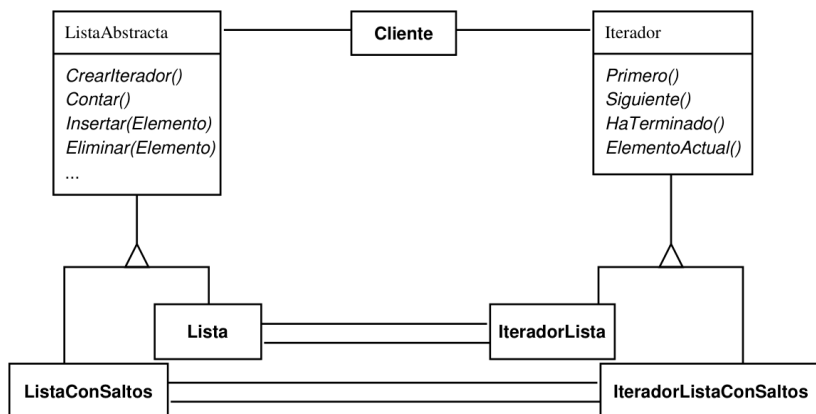 ListaAbstracta
CrearIterador()
Contar()
Insertar(Elemento)
Eliminar(Elemento)
...
Cliente
Iterador
Primero()
Siguiente()
HaTerminado()
ElementoActual()
Lista
IteradorLista
ListaConSaltos
IteradorListaConSaltos